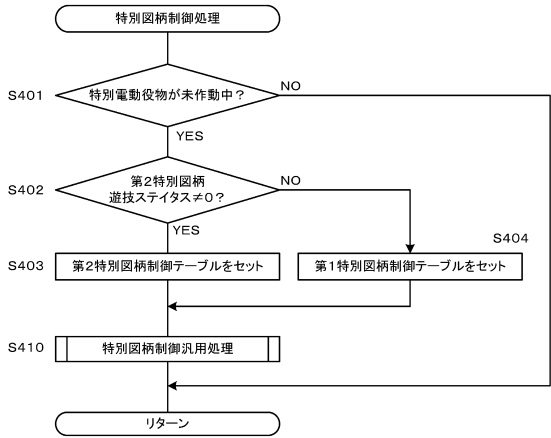 特別図柄制御処理
S401
特別電動役物が未作動中？
NO
YES
S402
第２特別図柄
遊技ステイタス≠０？
NO
YES
S404
S403
第２特別図柄制御テーブルをセット
第１特別図柄制御テーブルをセット
S410
特別図柄制御汎用処理
リターン